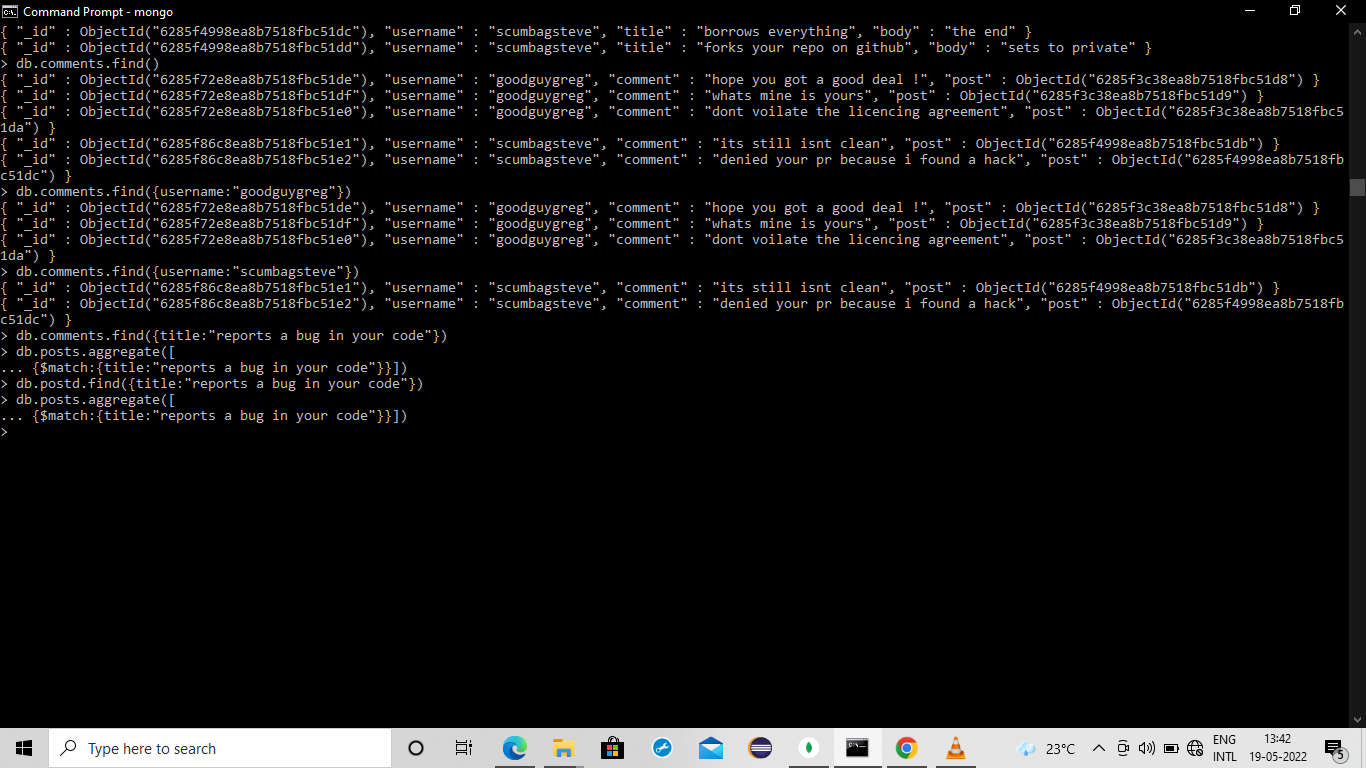 Command Prompt - mongo
{ "_id" : ObjectId("6285f4998ea8b7518fbc51dc"), "username" : "scumbagsteve", "title" : "borrows everything", "body" : "the end" }
{ "_id" : ObjectId("6285f4998ea8b7518fbc51dd"), "username" : "scumbagsteve", "title" : "forks your repo on github", "body" : "sets to private" }
> db.comments.find()
{ "_id" : ObjectId("6285f72e8ea8b7518fbc51de"), "username" : "goodguygreg", "comment" : "hope you got a good deal !", "post" : ObjectId("6285f3c38ea8b7518fbc51d8") }
{ "_id" : ObjectId("6285f72e8ea8b7518fbc51df"), "username" : "goodguygreg", "comment" : "whats mine is yours", "post" : ObjectId("6285f3c38ea8b7518fbc51d9") }
{ "_id" : ObjectId("6285f72e8ea8b7518fbc51e0"), "username" : "goodguygreg", "comment" : "dont voilate the licencing agreement", "post" : ObjectId("6285f3c38ea8b7518fbc5
1da") }
{ "_id" : ObjectId("6285f86c8ea8b7518fbc51e1"), "username" : "scumbagsteve", "comment" : "its still isnt clean", "post" : ObjectId("6285f4998ea8b7518fbc51db") }
{ "_id" : ObjectId("6285f86c8ea8b7518fbc51e2"), "username" : "scumbagsteve", "comment" : "denied your pr because i found a hack", "post" : ObjectId("6285f4998ea8b7518fb
c51dc") }
> db.comments.find({username:"goodguygreg"})
{ "_id" : ObjectId("6285f72e8ea8b7518fbc51de"), "username" : "goodguygreg", "comment" : "hope you got a good deal !", "post" : ObjectId("6285f3c38ea8b7518fbc51d8") }
{ "_id" : ObjectId("6285f72e8ea8b7518fbc51df"), "username" : "goodguygreg", "comment" : "whats mine is yours", "post" : ObjectId("6285f3c38ea8b7518fbc51d9") }
{ "_id" : ObjectId("6285f72e8ea8b7518fbc51e0"), "username" : "goodguygreg", "comment" : "dont voilate the licencing agreement", "post" : ObjectId("6285f3c38ea8b7518fbc5
1da") }
> db.comments.find({username:"scumbagsteve"})
{ "_id" : ObjectId("6285f86c8ea8b7518fbc51e1"), "username" : "scumbagsteve", "comment" : "its still isnt clean", "post" : ObjectId("6285f4998ea8b7518fbc51db") }
{ "_id" : ObjectId("6285f86c8ea8b7518fbc51e2"), "username" : "scumbagsteve", "comment" : "denied your pr because i found a hack", "post" : ObjectId("6285f4998ea8b7518fb
c51dc") }
> db.comments.find({title:"reports a bug in your code"})
> db.posts.aggregate([
... {$match:{title:"reports a bug in your code"}}])
> db.postd.find({title:"reports a bug in your code"})
> db.posts.aggregate([
... {$match:{title:"reports a bug in your code"}}])
>
Type here to search
23°C
ENG
INTL
13:42
19-05-2022
5